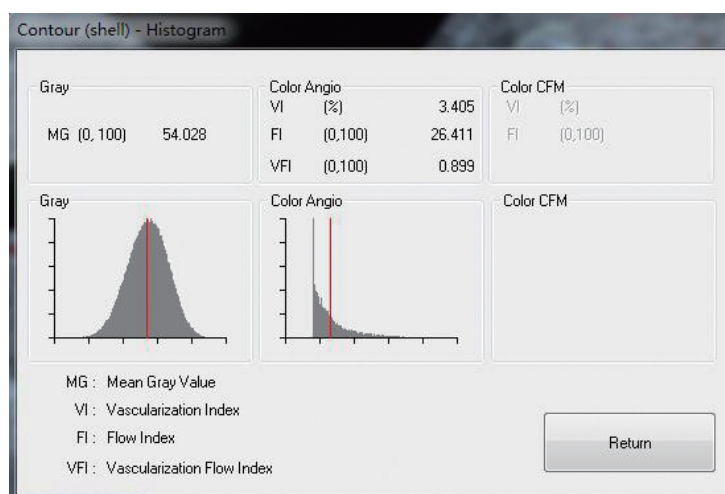 Contour (shell) - Histogram
Gray
MG (0, 100) 54.028
Color Angio
VI (%) 3.405
FI (0,100) 26.411
VFI (0,100) 0.899
Color CFM
VI (%)
FI (0,100)
Gray
Color Angio
Color CFM
MG : Mean Gray Value
VI : Vascularization Index
FI : Flow Index
VFI : Vascularization Flow Index
Return